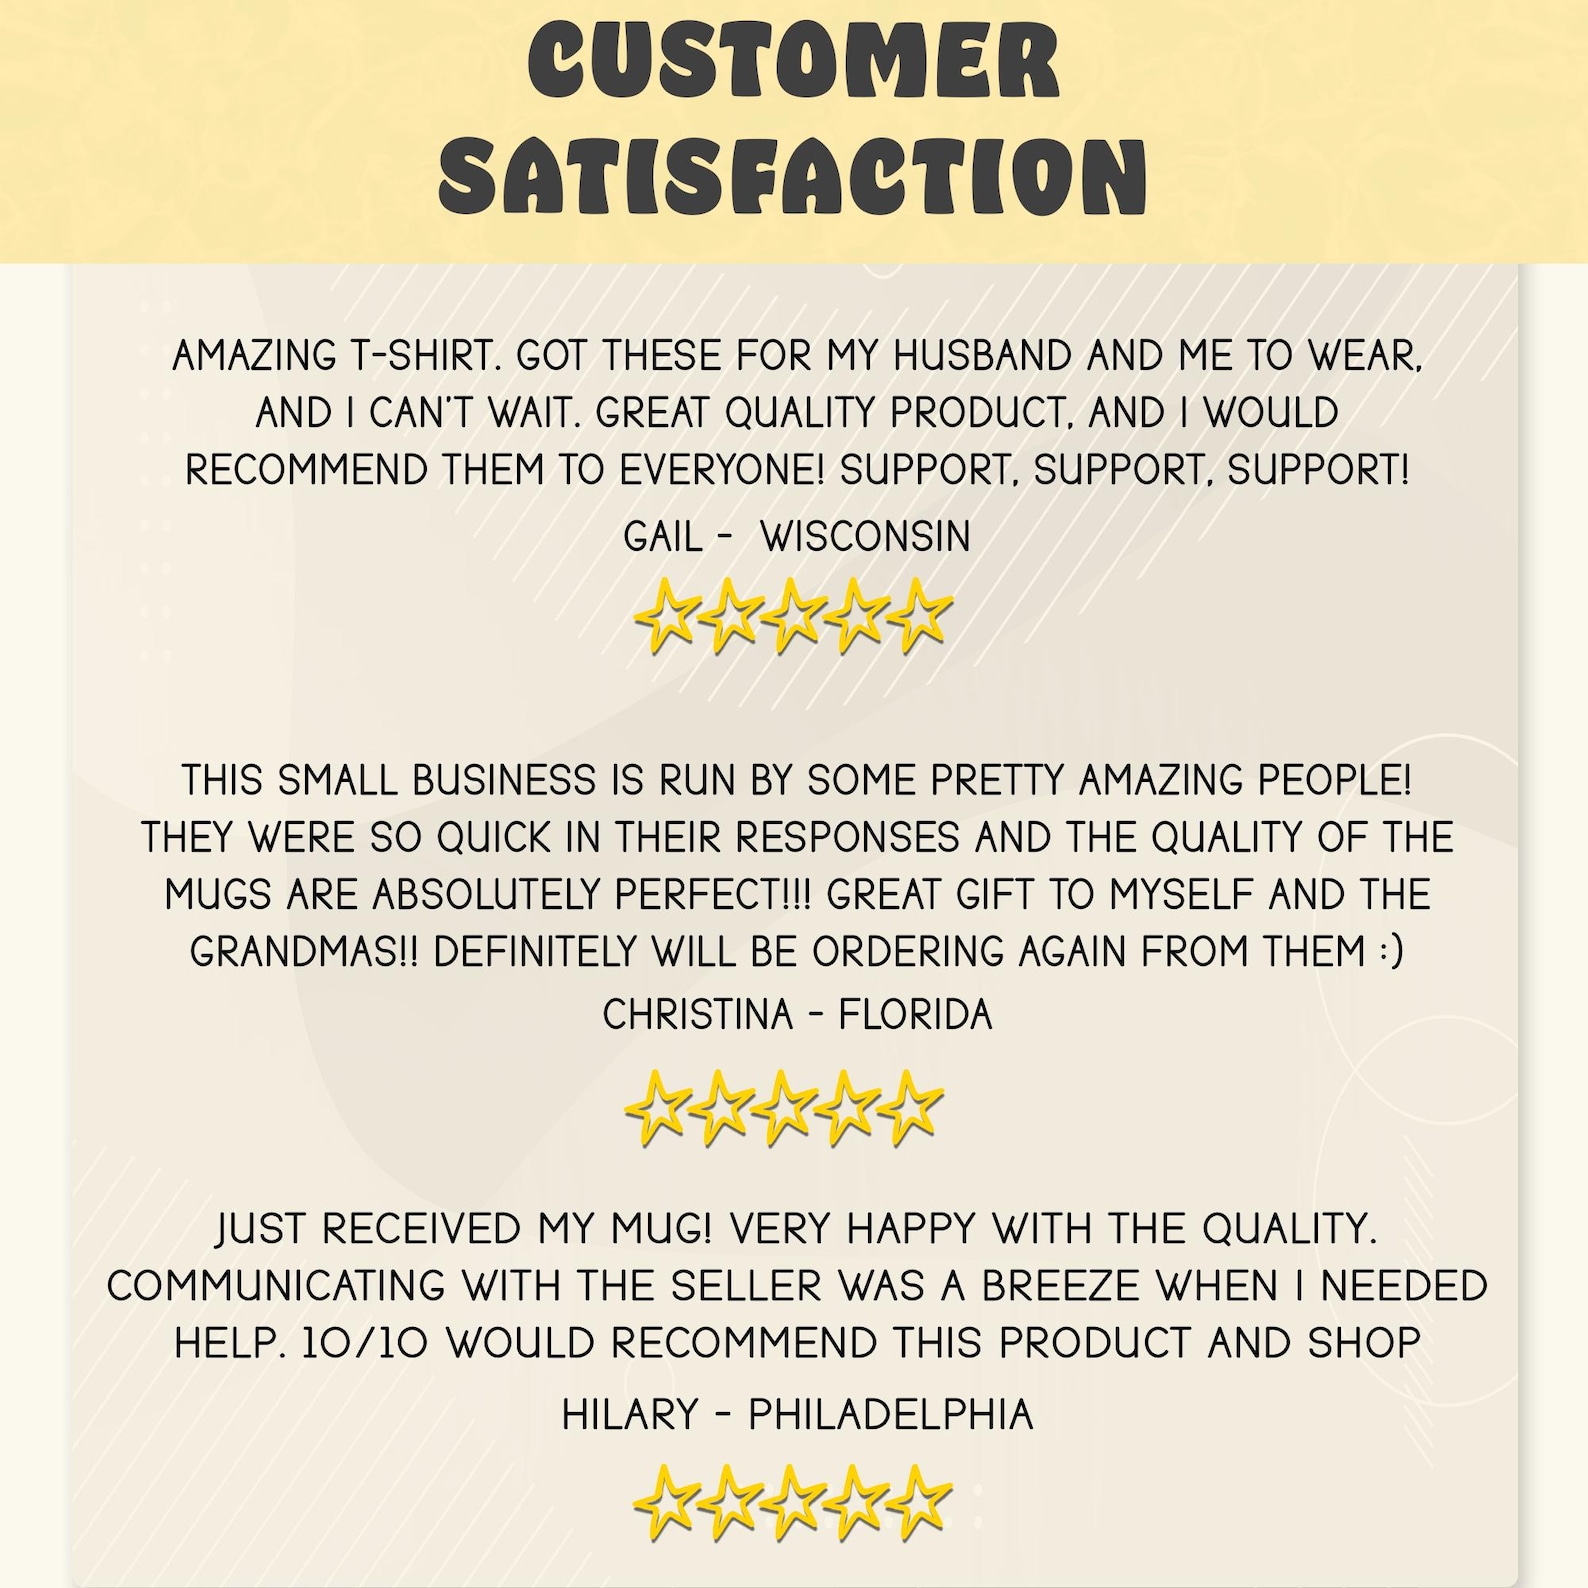 CUSTOMER
SATISFACTION
AMAZING T-SHIRT. GOT THESE FOR MY HUSBAND AND ME TO WEAR,
AND I CAN'T WAIT. GREAT QUALITY PRODUCT, AND I WOULD
RECOMMEND THEM TO EVERYONE! SUPPORT, SUPPORT, SUPPORT!
GAIL - WISCONSIN
THIS SMALL BUSINESS IS RUN BY SOME PRETTY AMAZING PEOPLE!
THEY WERE SO QUICK IN THEIR RESPONSES AND THE QUALITY OF THE
MUGS ARE ABSOLUTELY PERFECT!!! GREAT GIFT TO MYSELF AND THE
GRANDMAS!! DEFINITELY WILL BE ORDERING AGAIN FROM THEM :)
CHRISTINA - FLORIDA
JUST RECEIVED MY MUG! VERY HAPPY WITH THE QUALITY.
COMMUNICATING WITH THE SELLER WAS A BREEZE WHEN I NEEDED
HELP. 10/10 WOULD RECOMMEND THIS PRODUCT AND SHOP
HILARY - PHILADELPHIA